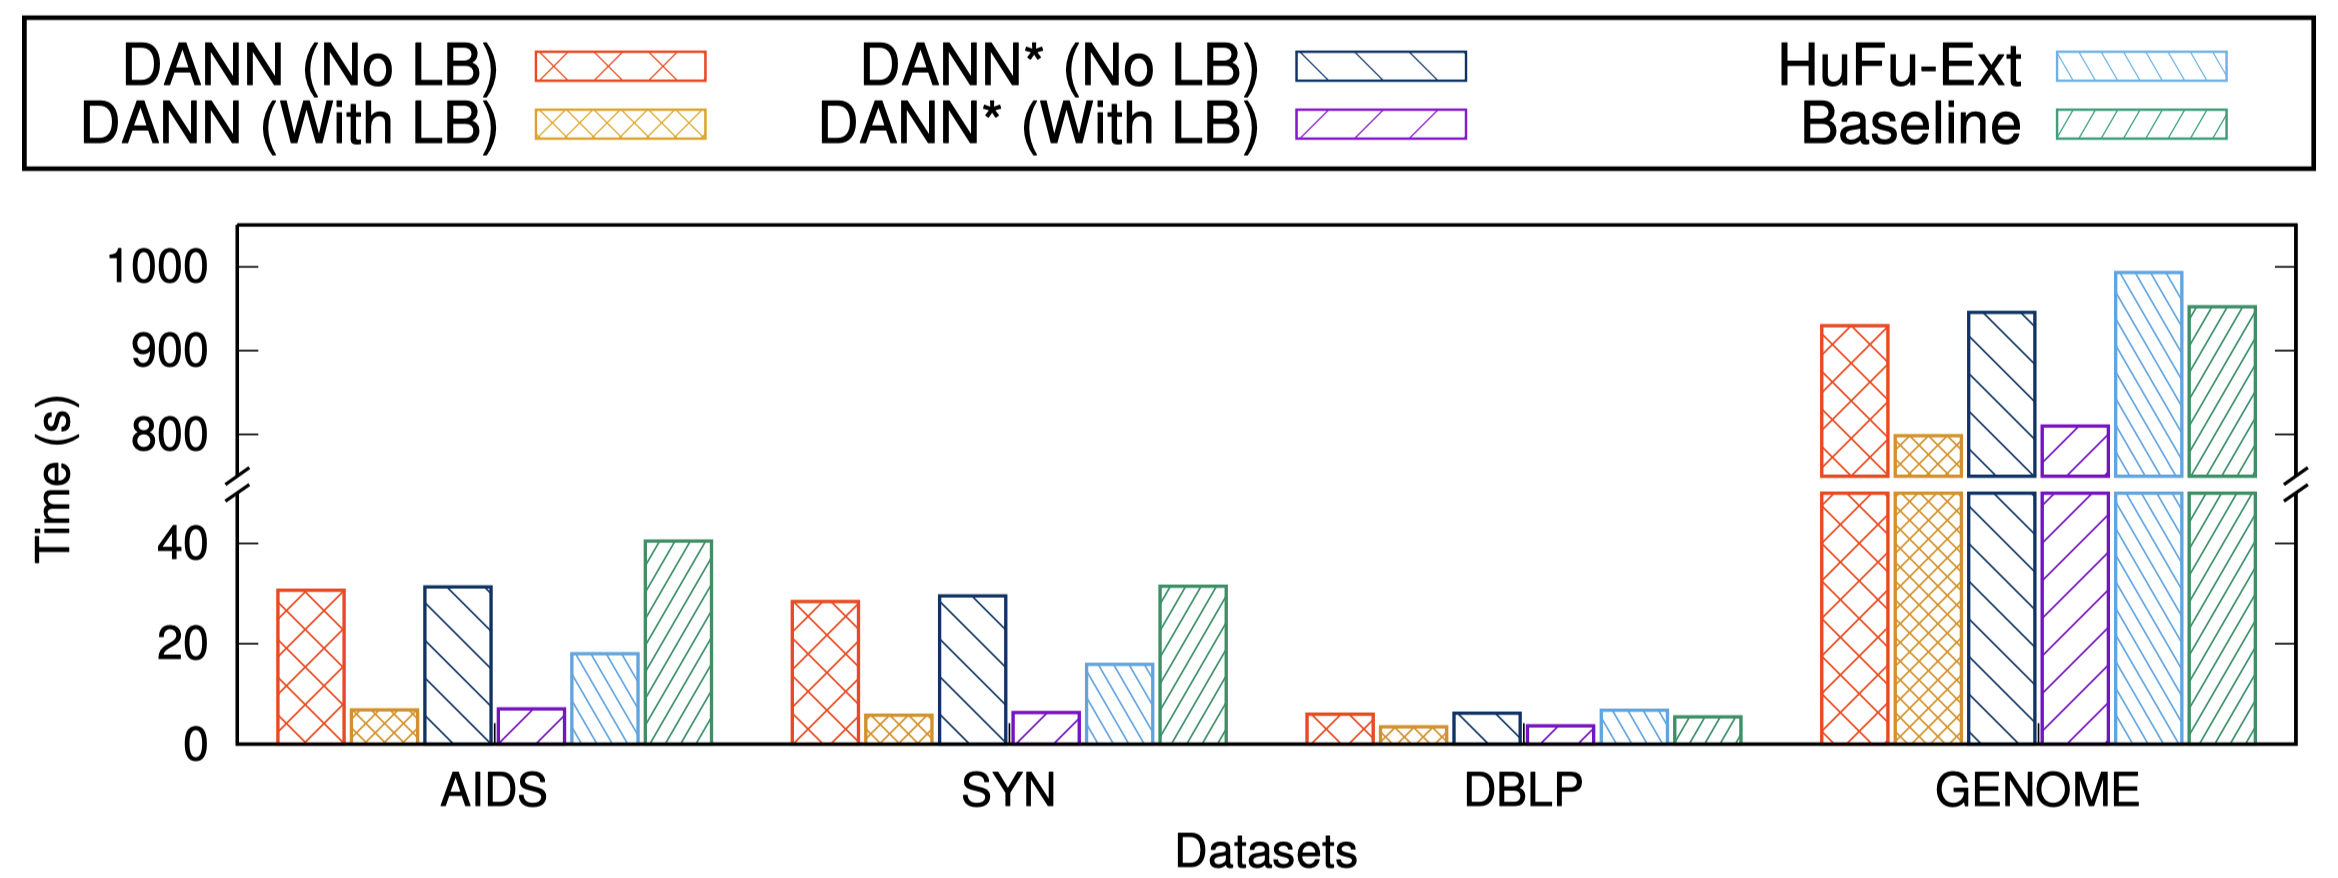 DANN (No LB)
DANN (With LB)
DANN* (No LB)
DANN* (With LB)
HuFu-Ext
Baseline
Time (s)
1000
900
800
40
20
0
AIDS SYN DBLP GENOME
Datasets